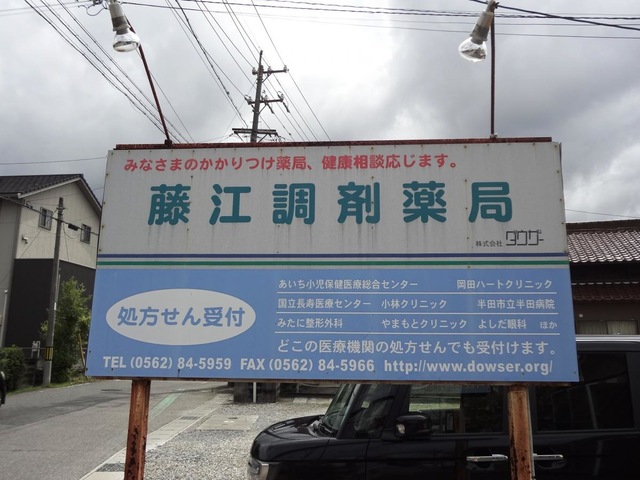 みなさまのかかりつけ薬局、健康相談応じます。
藤江調剤薬局
株式会社 ダウザー
処方せん受付
あいち小児保健医療総合センター 岡田ハートクリニック
国立長寿医療センター 小林クリニック 半田市立半田病院
みたに整形外科 やまもとクリニック よしだ眼科 ほか
どこの医療機関の処方せんでも受付けます。
TEL (0562) 84-5959 FAX (0562) 84-5966 http://www.dowser.org/